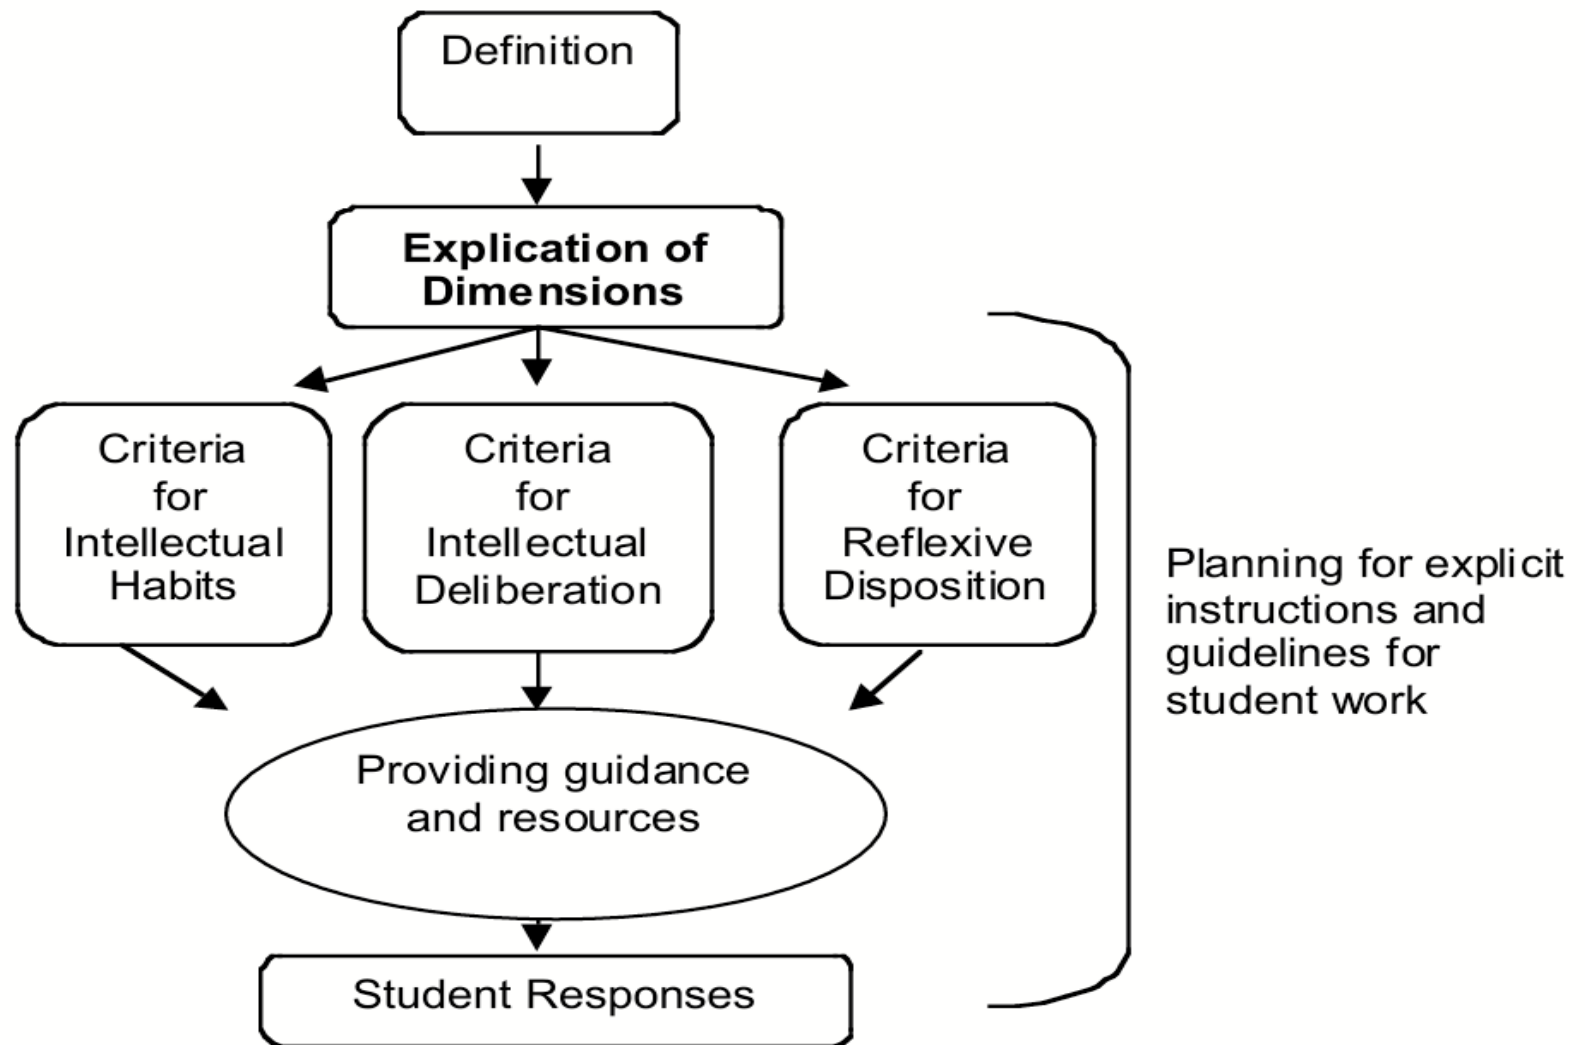 Definition
Explication of
Dimensions
Criteria
for
Intellectual
Habits
Criteria
for
Intellectual
Deliberation
Criteria
for
Reflexive
Disposition
Planning for explicit
instructions and
guidelines for
student work
Providing guidance
and resources
Student Responses